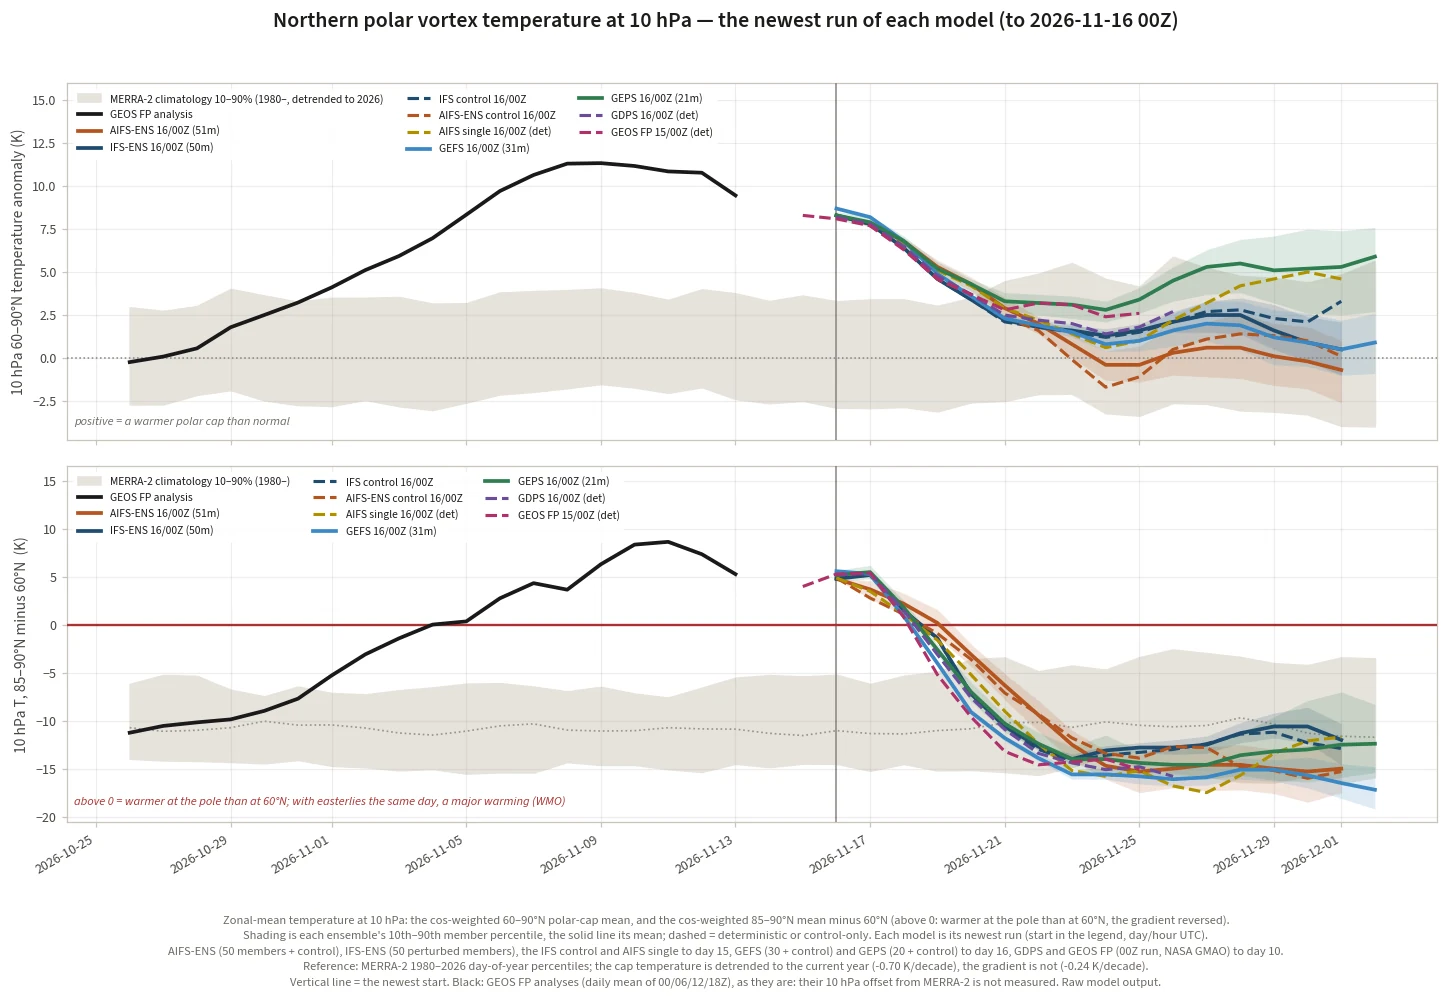 Northern polar vortex temperature at 10 hPa — the newest run of each model (to 2026-11-16 00Z)
10 hPa 60–90°N temperature anomaly (K)
15.0
12.5
10.0
7.5
5.0
2.5
0.0
−2.5
MERRA-2 climatology 10–90% (1980–, detrended to 2026)
GEOS FP analysis
AIFS-ENS 16/00Z (51m)
IFS-ENS 16/00Z (50m)
IFS control 16/00Z
AIFS-ENS control 16/00Z
AIFS single 16/00Z (det)
GEFS 16/00Z (31m)
GEPS 16/00Z (21m)
GDPS 16/00Z (det)
GEOS FP 15/00Z (det)
positive = a warmer polar cap than normal
10 hPa T, 85–90°N minus 60°N (K)
15
10
5
0
−5
−10
−15
−20
MERRA-2 climatology 10–90% (1980–)
GEOS FP analysis
AIFS-ENS 16/00Z (51m)
IFS-ENS 16/00Z (50m)
IFS control 16/00Z
AIFS-ENS control 16/00Z
AIFS single 16/00Z (det)
GEFS 16/00Z (31m)
GEPS 16/00Z (21m)
GDPS 16/00Z (det)
GEOS FP 15/00Z (det)
above 0 = warmer at the pole than at 60°N; with easterlies the same day, a major warming (WMO)
2026-10-25
2026-10-29
2026-11-01
2026-11-05
2026-11-09
2026-11-13
2026-11-17
2026-11-21
2026-11-25
2026-11-29
2026-12-01
Zonal-mean temperature at 10 hPa: the cos-weighted 60–90°N polar-cap mean, and the cos-weighted 85–90°N mean minus 60°N (above 0: warmer at the pole than at 60°N, the gradient reversed).
Shading is each ensemble's 10th–90th member percentile, the solid line its mean; dashed = deterministic or control-only. Each model is its newest run (start in the legend, day/hour UTC).
AIFS-ENS (50 members + control), IFS-ENS (50 perturbed members), the IFS control and AIFS single to day 15, GEFS (30 + control) and GEPS (20 + control) to day 16, GDPS and GEOS FP (00Z run, NASA GMAO) to day 10.
Reference: MERRA-2 1980–2026 day-of-year percentiles; the cap temperature is detrended to the current year (-0.70 K/decade), the gradient is not (-0.24 K/decade).
Vertical line = the newest start. Black: GEOS FP analyses (daily mean of 00/06/12/18Z), as they are: their 10 hPa offset from MERRA-2 is not measured. Raw model output.